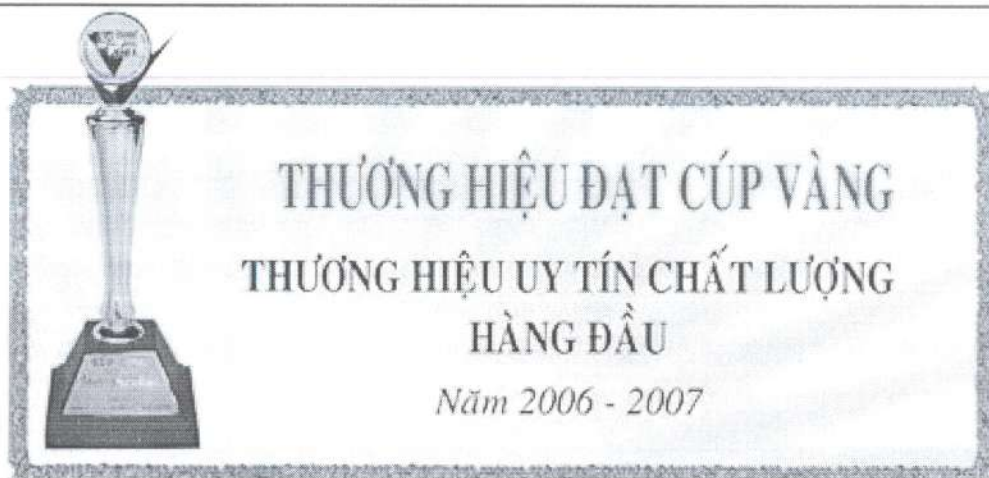 THƯƠNG HIỆU ĐẠT CÚP VÀNG
THƯƠNG HIỆU UY TÍN CHẤT LƯỢNG
HÀNG ĐẦU
Năm 2006 - 2007